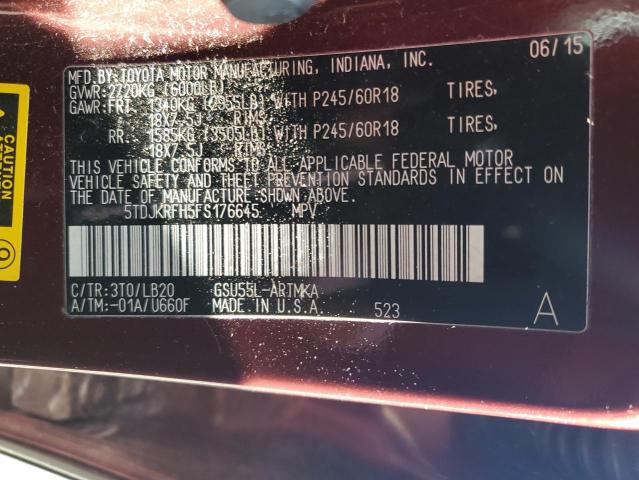 MFD.BY:TOYOTA MOTOR MANUFACTURING, INDIANA, INC. 06/15
GVWR:2720KG (6000LB)
GAWR:FRT. 1340KG (2955LB) WITH P245/60R18 TIRES,
18X7.5J RIMS
RR. 1585KG (3505LB) WITH P245/60R18 TIRES,
18X7.5J RIMS
THIS VEHICLE CONFORMS TO ALL APPLICABLE FEDERAL MOTOR
VEHICLE SAFETY AND THEFT PREVENTION STANDARDS IN EFFECT ON
THE DATE OF MANUFACTURE SHOWN ABOVE.
5TDJKRFH5FS176645 MPV
C/TR:3T0/LB20 GSU55L-ARTMKA
A/TM:-01A/U660F MADE IN U.S.A. 523 A
CAUTION